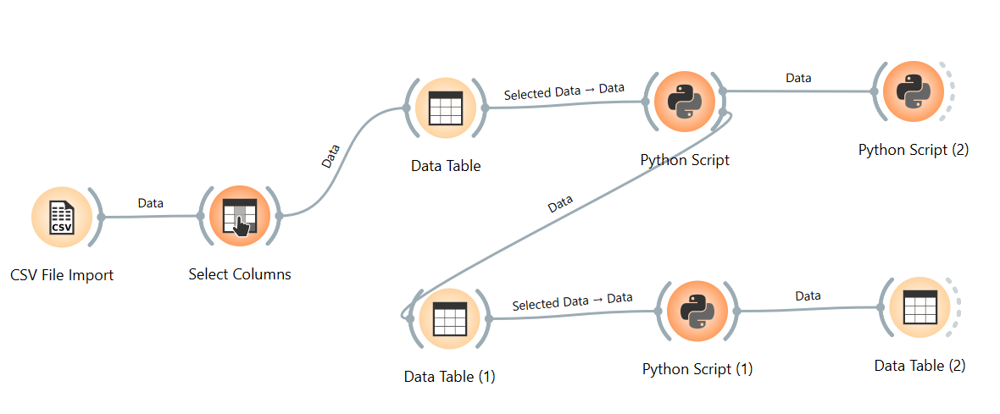 Selected Data → Data
Data
Python Script
Python Script (2)
Data Table
Data
CSV
CSV File Import
Data
Select Columns
Data
Data Table (1)
Selected Data → Data
Python Script (1)
Data
Data Table (2)